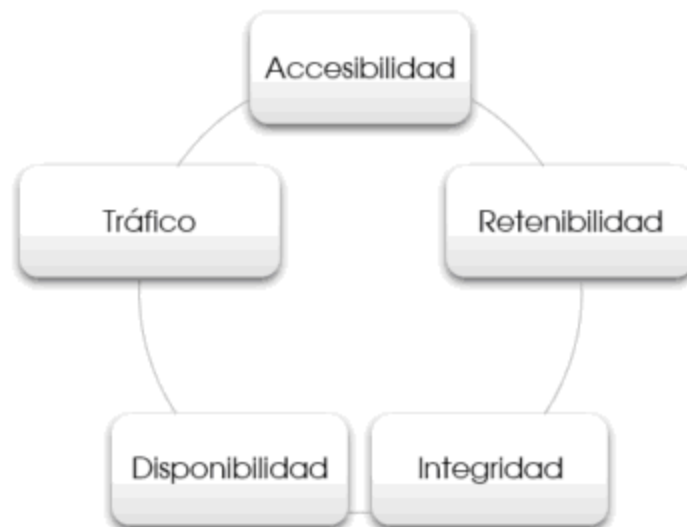 Accesibilidad
Tráfico
Retenibilidad
Disponibilidad
Integridad